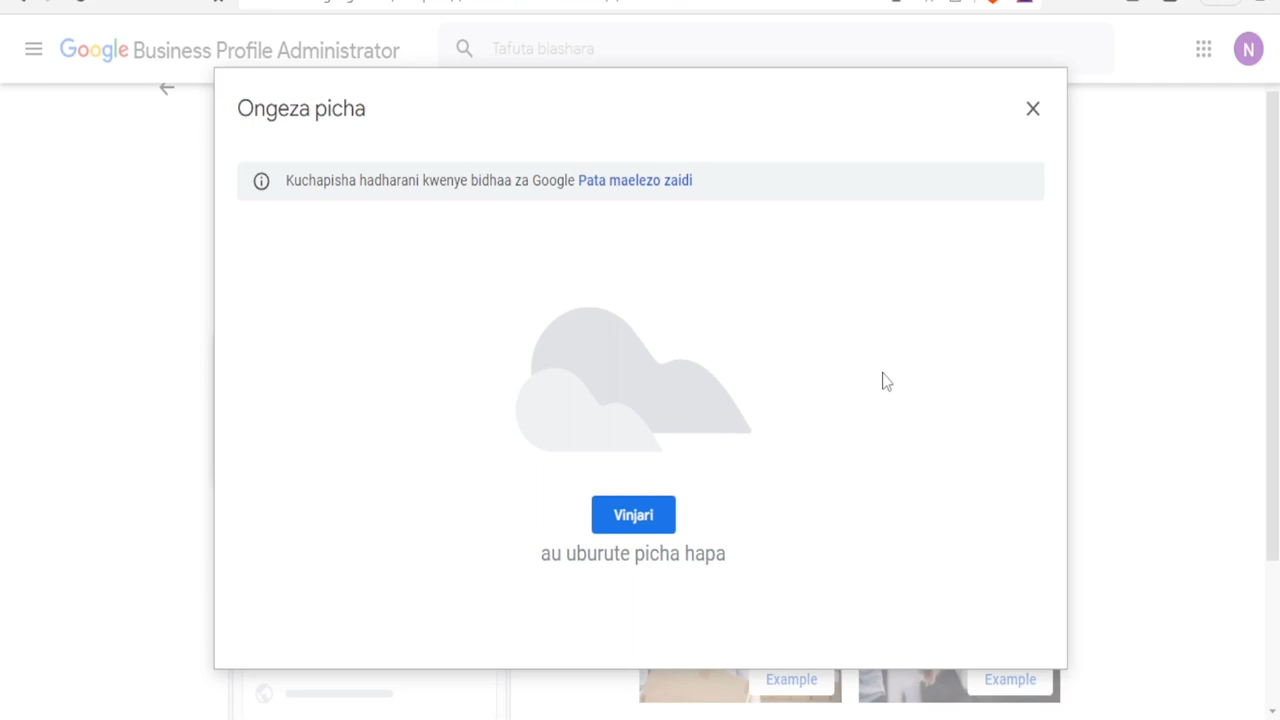 Google Business Profile Administrator
Tafuta biashara
N
Ongeza picha
Kuchapisha hadharani kwenye bidhaa za Google Pata maelezo zaidi
Vinjari
au uburute picha hapa
Example
Example